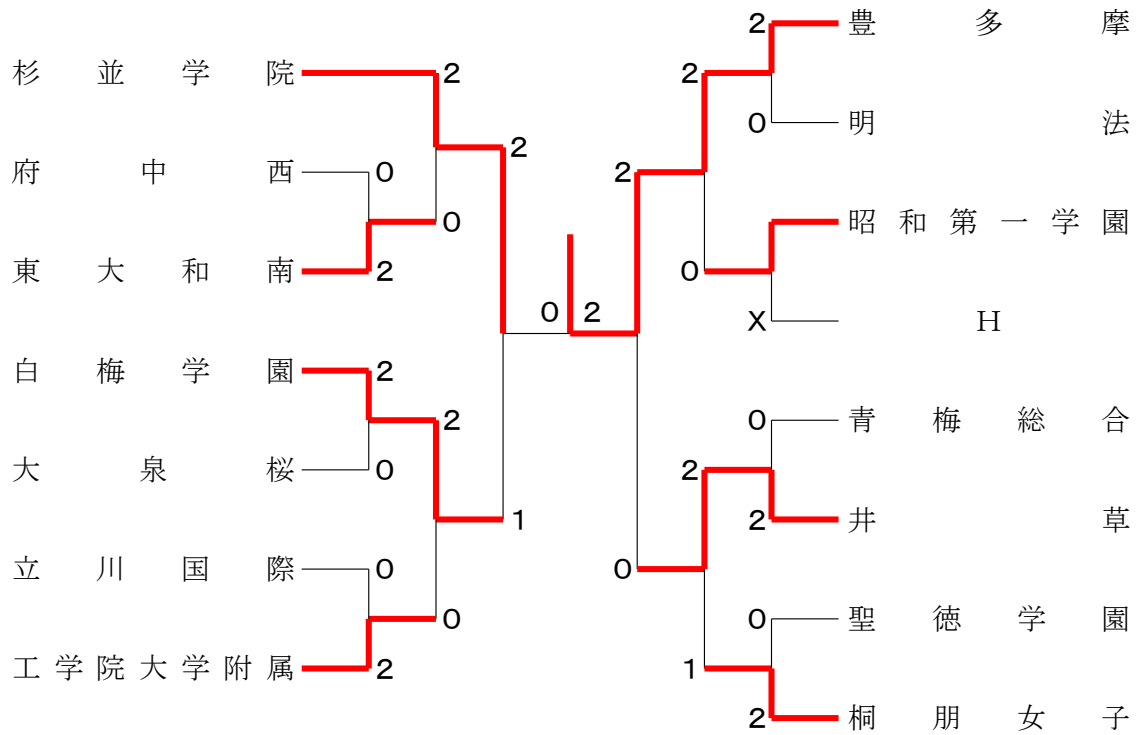 杉並学院
府中西
東大和南
白梅学園
大泉桜
立川国際
工学院大学附属
2
0
2
0
2
2
0
2
0
2
0
2
1
0 2
2
0
2
0
X
2
0
0
2
2
0
0
2
1
豊多摩
明法
昭和第一学園
H
青梅総合
井草
聖徳学園
桐朋女子